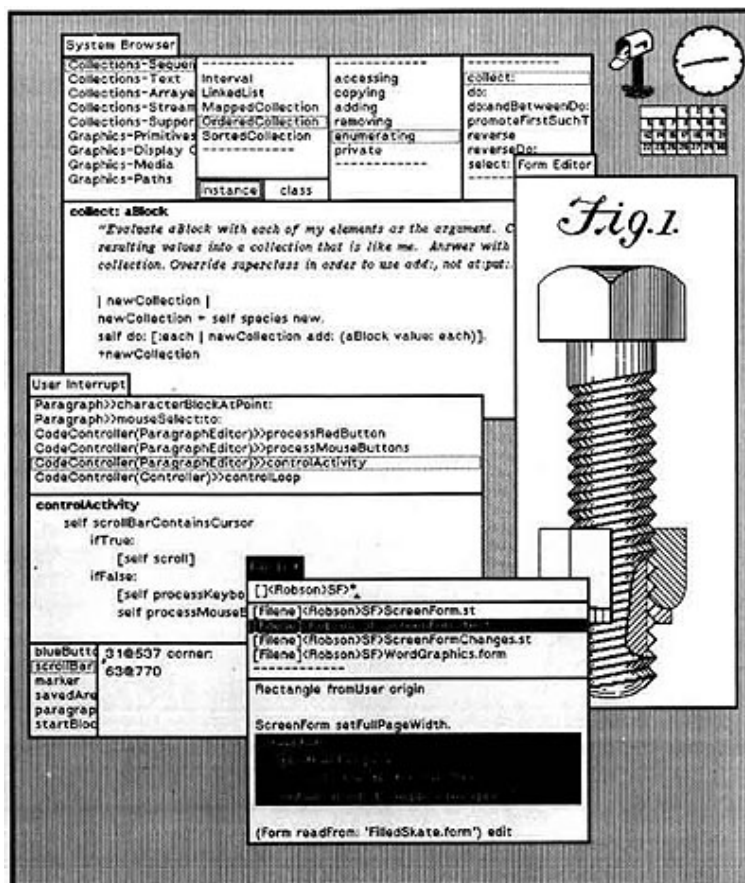 System Browser
Collections-Sequen
Collections-Text
Collections-Arraye
Collections-Stream
Collections-Suppor
Graphics-Primitives
Graphics-Display C
Graphics-Media
Graphics-Paths
------------
Interval
LinkedList
MappedCollection
OrderedCollection
SortedCollection
------------
instance class
------------
accessing
copying
adding
removing
enumerating
private
------------
------------
collect:
do:
do:andBetweenDo:
promoteFirstSuchT
reverse
reverseDo:
select:
Form Editor
Fig.1.
collect: aBlock
"Evaluate aBlock with each of my elements as the argument. C
resulting values into a collection that is like me. Answer with
collection. Override superclass in order to use add:, not at:put:.
| newCollection |
newCollection ← self species new.
self do: [:each | newCollection add: (aBlock value: each)].
↑newCollection
User Interrupt
Paragraph>>characterBlockAtPoint:
Paragraph>>mouseSelect:to:
CodeController(ParagraphEditor)>>processRedButton
CodeController(ParagraphEditor)>>processMouseButtons
CodeController(ParagraphEditor)>>controlActivity
CodeController(Controller)>>controlLoop
controlActivity
self scrollBarContainsCursor
ifTrue:
[self scroll]
ifFalse:
[self processKeybo
self processMouseB
blueButto
scrollBar
marker
savedAre
paragrap
startBloc
31@537 corner:
630@770
[]<Robson>SF>*
[Filene]<Robson>SF>ScreenForm.st
[Filene]<Robson>SF>ScreenFormChanges.st
[Filene]<Robson>SF>WordGraphics.form
------------
Rectangle fromUser origin
ScreenForm setFullPageWidth.
(Form readFrom: 'FilledSkate.form') edit